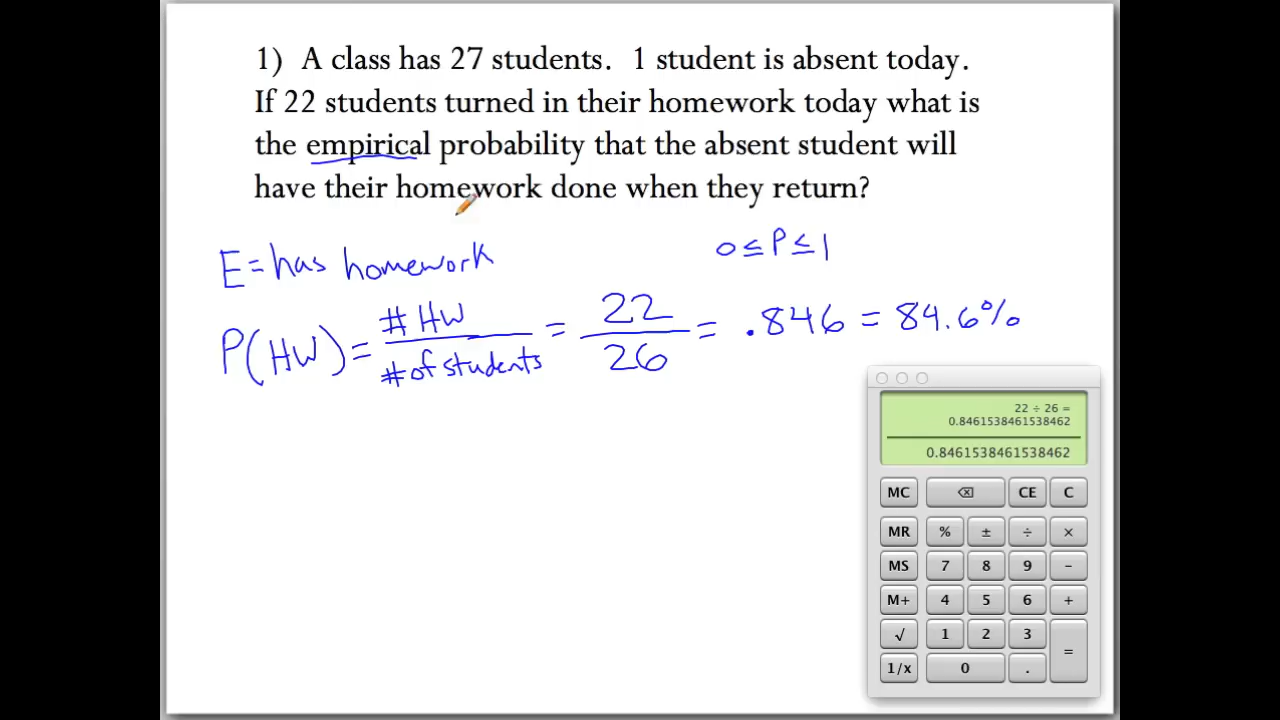 1) A class has 27 students. 1 student is absent today.
If 22 students turned in their homework today what is
the empirical probability that the absent student will
have their homework done when they return?
E = has homework
0 ≤ P ≤ 1
P(HW) = # HW / # of students = 22 / 26 = .846 = 84.6%
22 ÷ 26 =
0.8461538461538462
0.8461538461538462
MC ⌫ CE C
MR % ± ÷ ×
MS 7 8 9 -
M+ 4 5 6 +
√ 1 2 3
=
1/x 0 .